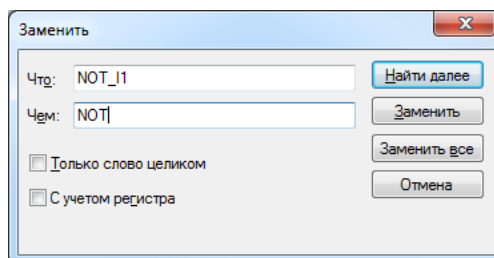 Заменить
Что: NOT_I1
Найти далее
Чем: NOT
Заменить
Только слово целиком
Заменить все
С учетом регистра
Отмена